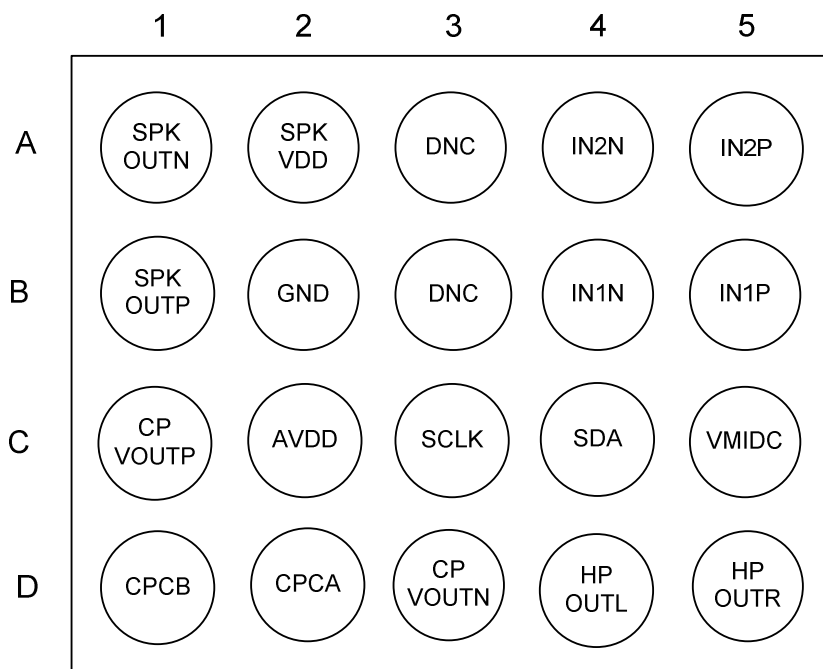 1 2 3 4 5
A
SPK
OUTN
SPK
VDD
DNC
IN2N
IN2P
B
SPK
OUTP
GND
DNC
IN1N
IN1P
C
CP
VOUTP
AVDD
SCLK
SDA
VMIDC
D
CPCB
CPCA
CP
VOUTN
HP
OUTL
HP
OUTR